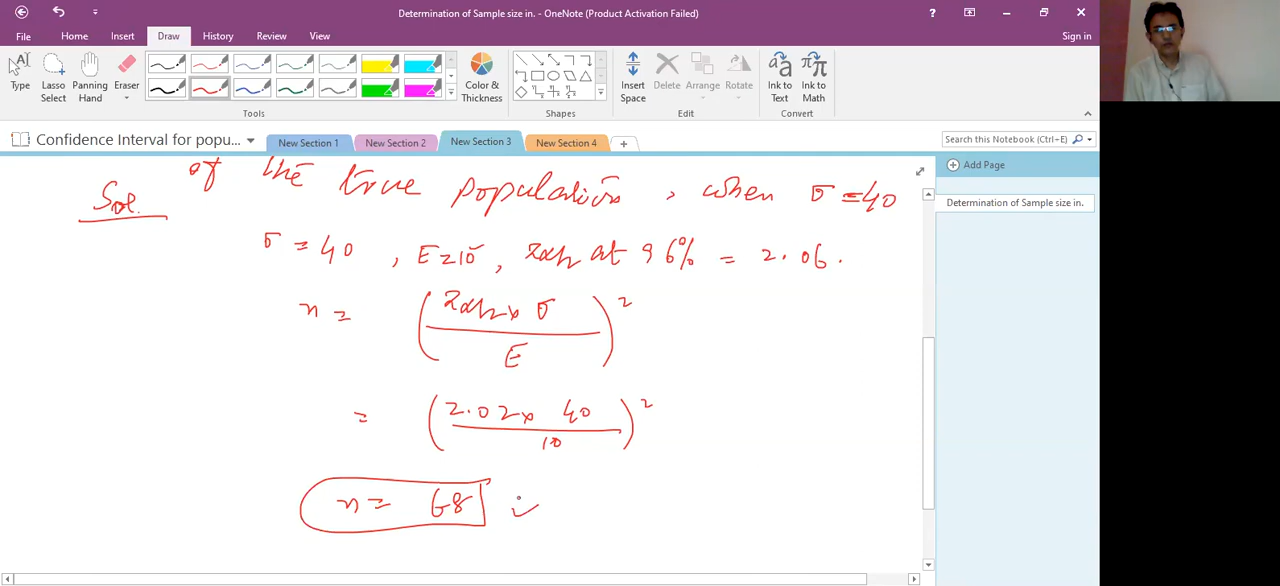 Determination of Sample size in. - OneNote (Product Activation Failed)
?
File
Home
Insert
Draw
History
Review
View
Sign in
Type
Lasso Select
Panning Hand
Eraser
Color & Thickness
Insert Space
Delete
Arrange
Rotate
Ink to Text
Ink to Math
Tools
Shapes
Edit
Convert
Confidence Interval for popu...
New Section 1
New Section 2
New Section 3
New Section 4
+
Search this Notebook (Ctrl+E)
Add Page
Determination of Sample size in.
of the true population, when σ = 40
Sol.
σ = 40, E = 10, Zα/2 at 96% = 2.06.
n = (Zα/2 × σ / E)²
= (2.02 × 40 / 10)²
n = 68